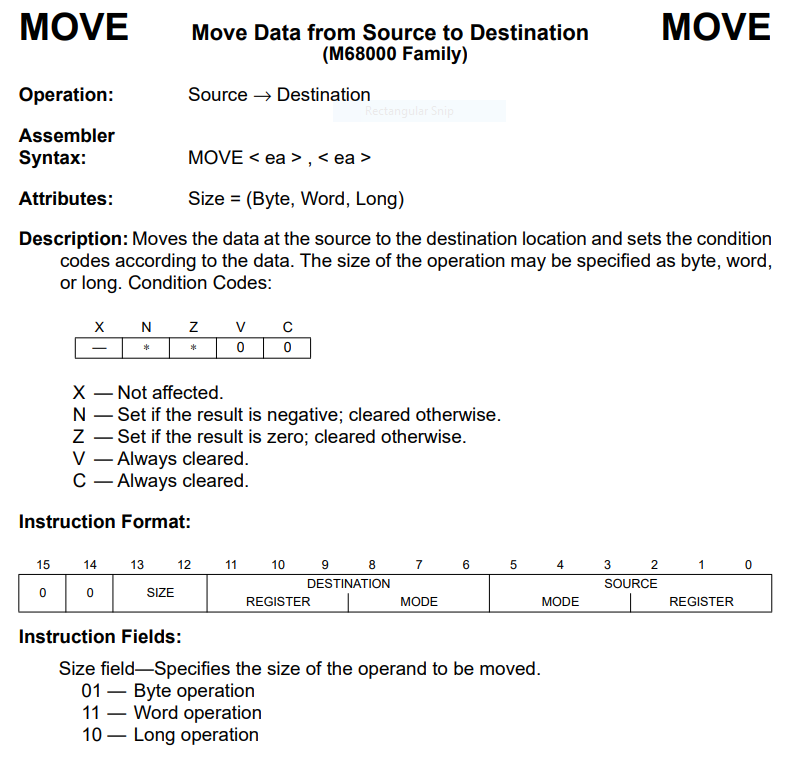 MOVE Move Data from Source to Destination MOVE
(M68000 Family)
Operation: Source → Destination
Rectangular Snip
Assembler
Syntax: MOVE < ea > , < ea >
Attributes: Size = (Byte, Word, Long)
Description: Moves the data at the source to the destination location and sets the condition
codes according to the data. The size of the operation may be specified as byte, word,
or long. Condition Codes:
X N Z V C
— * * 0 0
X — Not affected.
N — Set if the result is negative; cleared otherwise.
Z — Set if the result is zero; cleared otherwise.
V — Always cleared.
C — Always cleared.
Instruction Format:
15 14 13 12 11 10 9 8 7 6 5 4 3 2 1 0
0 0 SIZE DESTINATION SOURCE
REGISTER MODE MODE REGISTER
Instruction Fields:
Size field—Specifies the size of the operand to be moved.
01 — Byte operation
11 — Word operation
10 — Long operation